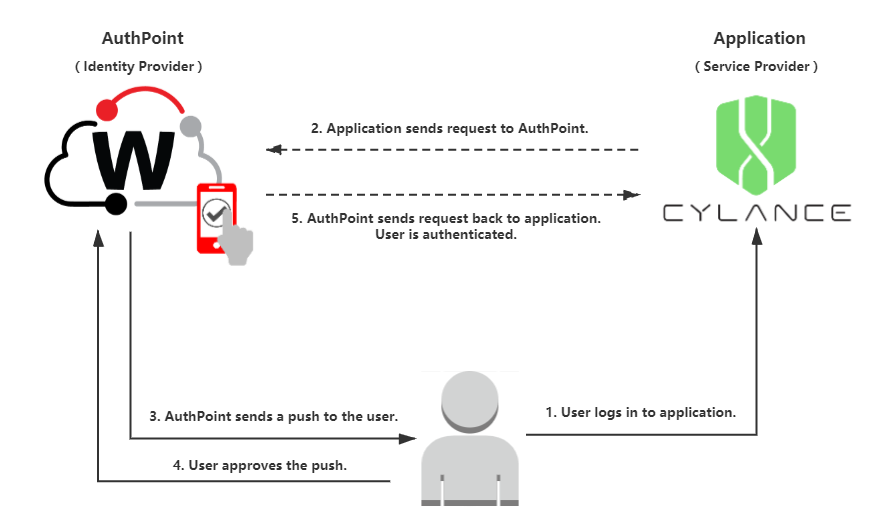 AuthPoint
( Identity Provider )
Application
( Service Provider )
W
2. Application sends request to AuthPoint.
5. AuthPoint sends request back to application.
User is authenticated.
CYLANCE
3. AuthPoint sends a push to the user.
1. User logs in to application.
4. User approves the push.